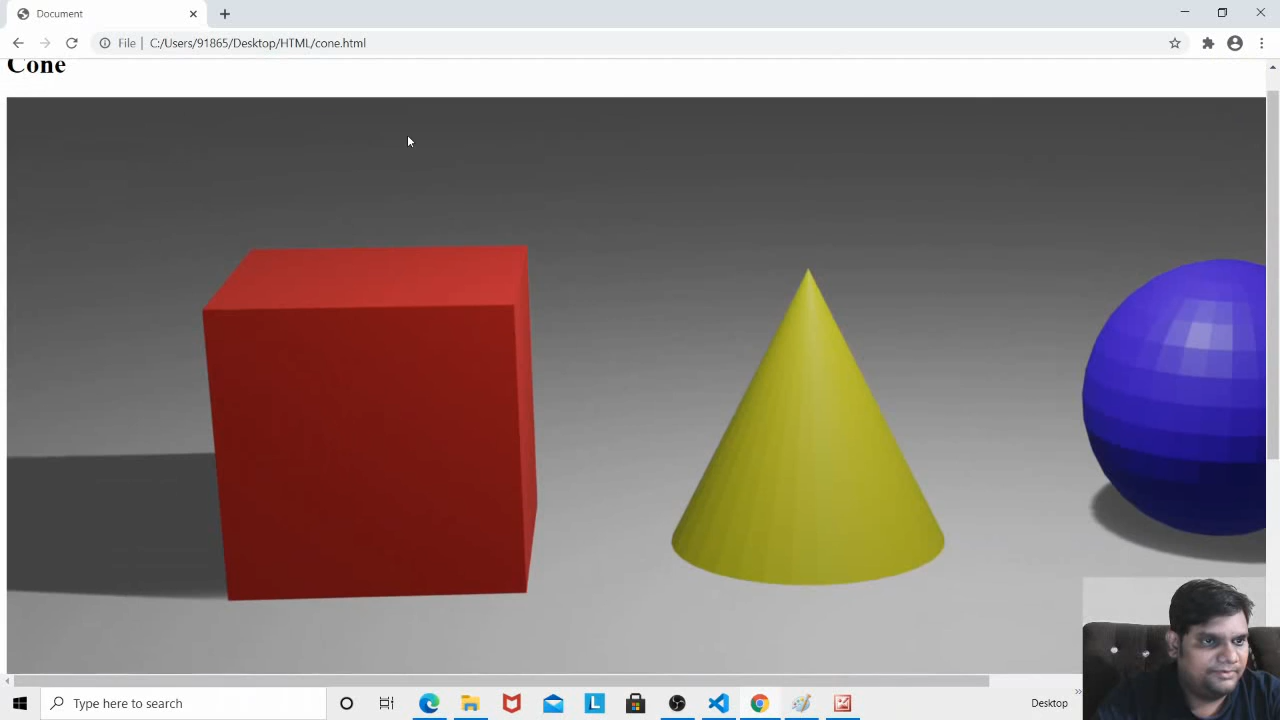 Document
File
C:/Users/91865/Desktop/HTML/cone.html
Cone
Type here to search
Desktop